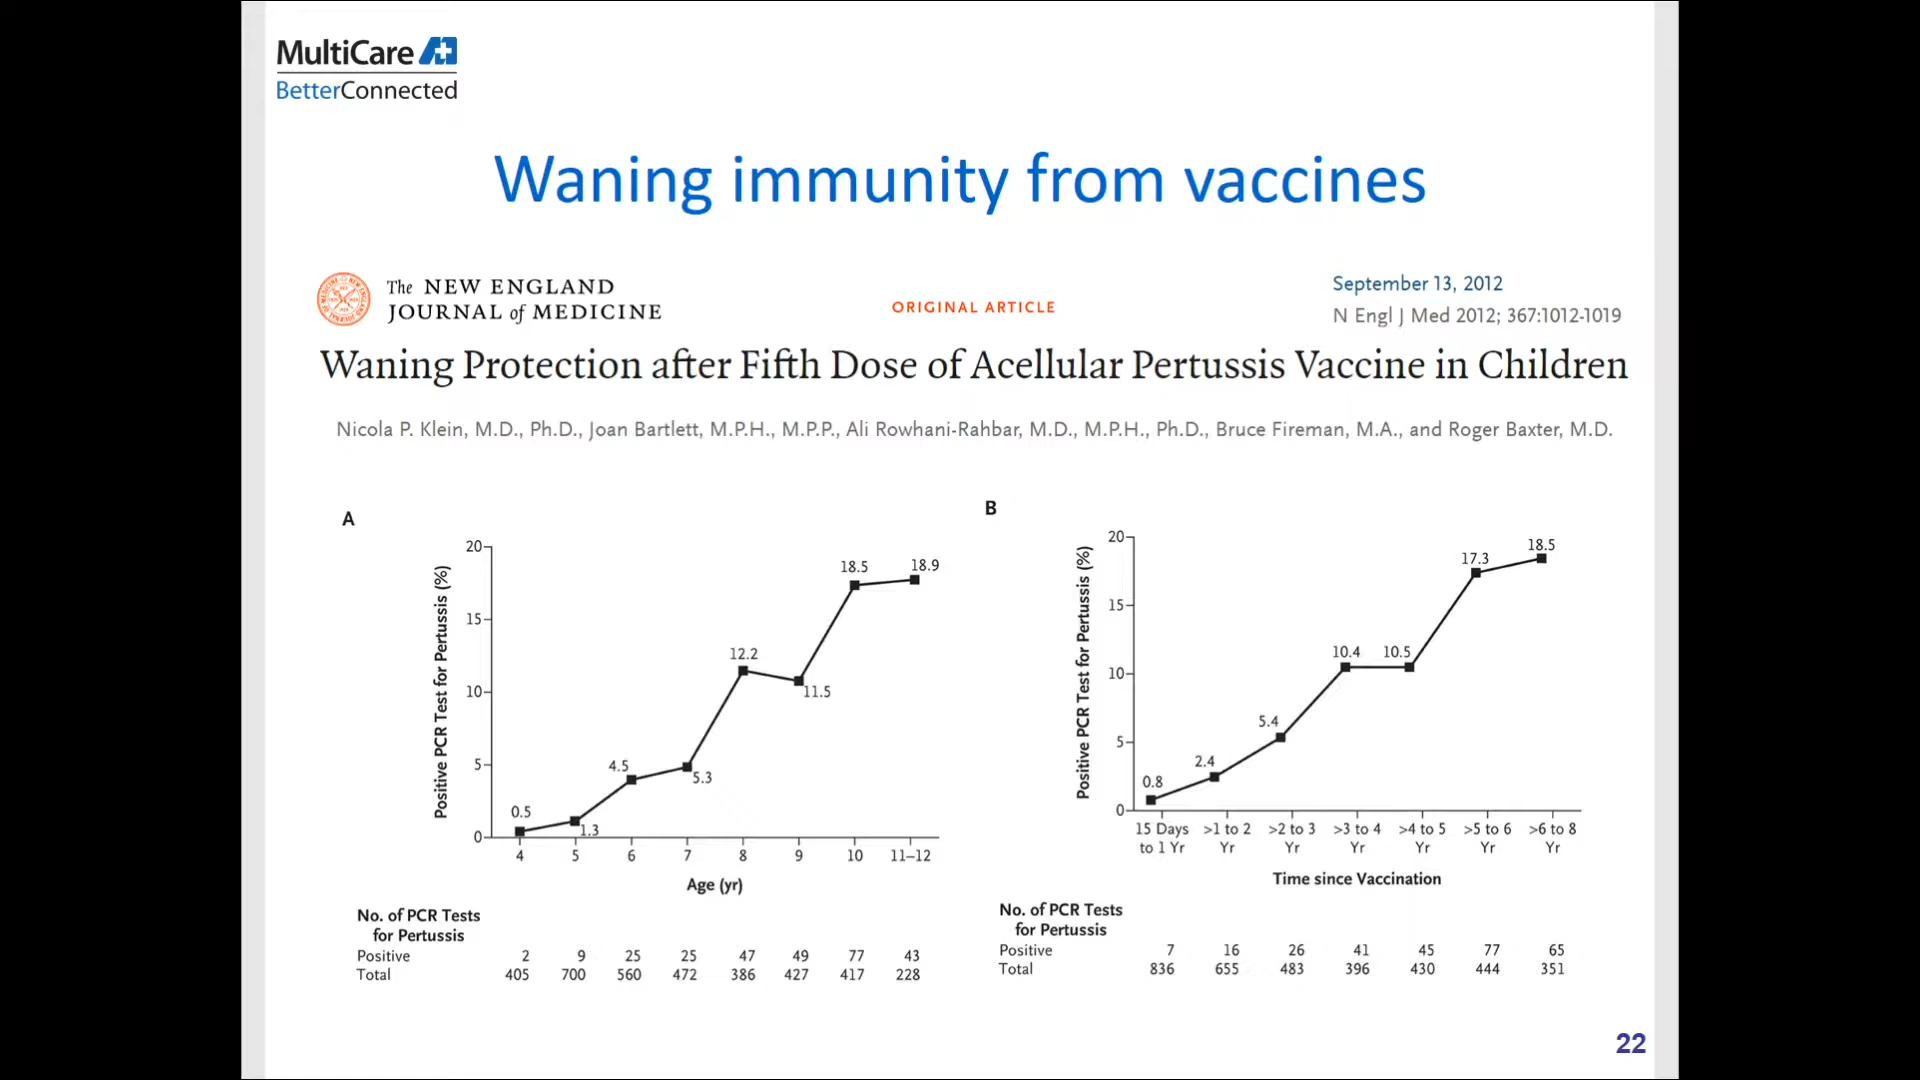 MultiCare
BetterConnected
Waning immunity from vaccines
The NEW ENGLAND
JOURNAL of MEDICINE
ORIGINAL ARTICLE
September 13, 2012
N Engl J Med 2012; 367:1012-1019
Waning Protection after Fifth Dose of Acellular Pertussis Vaccine in Children
Nicola P. Klein, M.D., Ph.D., Joan Bartlett, M.P.H., M.P.P., Ali Rowhani-Rahbar, M.D., M.P.H., Ph.D., Bruce Fireman, M.A., and Roger Baxter, M.D.
A
Positive PCR Test for Pertussis (%)
20
15
10
5
0
0.5
1.3
4.5
5.3
12.2
11.5
18.5
18.9
4 5 6 7 8 9 10 11–12
Age (yr)
No. of PCR Tests
for Pertussis
Positive 2 9 25 25 47 49 77 43
Total 405 700 560 472 386 427 417 228
B
Positive PCR Test for Pertussis (%)
20
15
10
5
0
0.8
2.4
5.4
10.4
10.5
17.3
18.5
15 Days >1 to 2 >2 to 3 >3 to 4 >4 to 5 >5 to 6 >6 to 8
to 1 Yr Yr Yr Yr Yr Yr Yr
Time since Vaccination
No. of PCR Tests
for Pertussis
Positive 7 16 26 41 45 77 65
Total 836 655 483 396 430 444 351
22